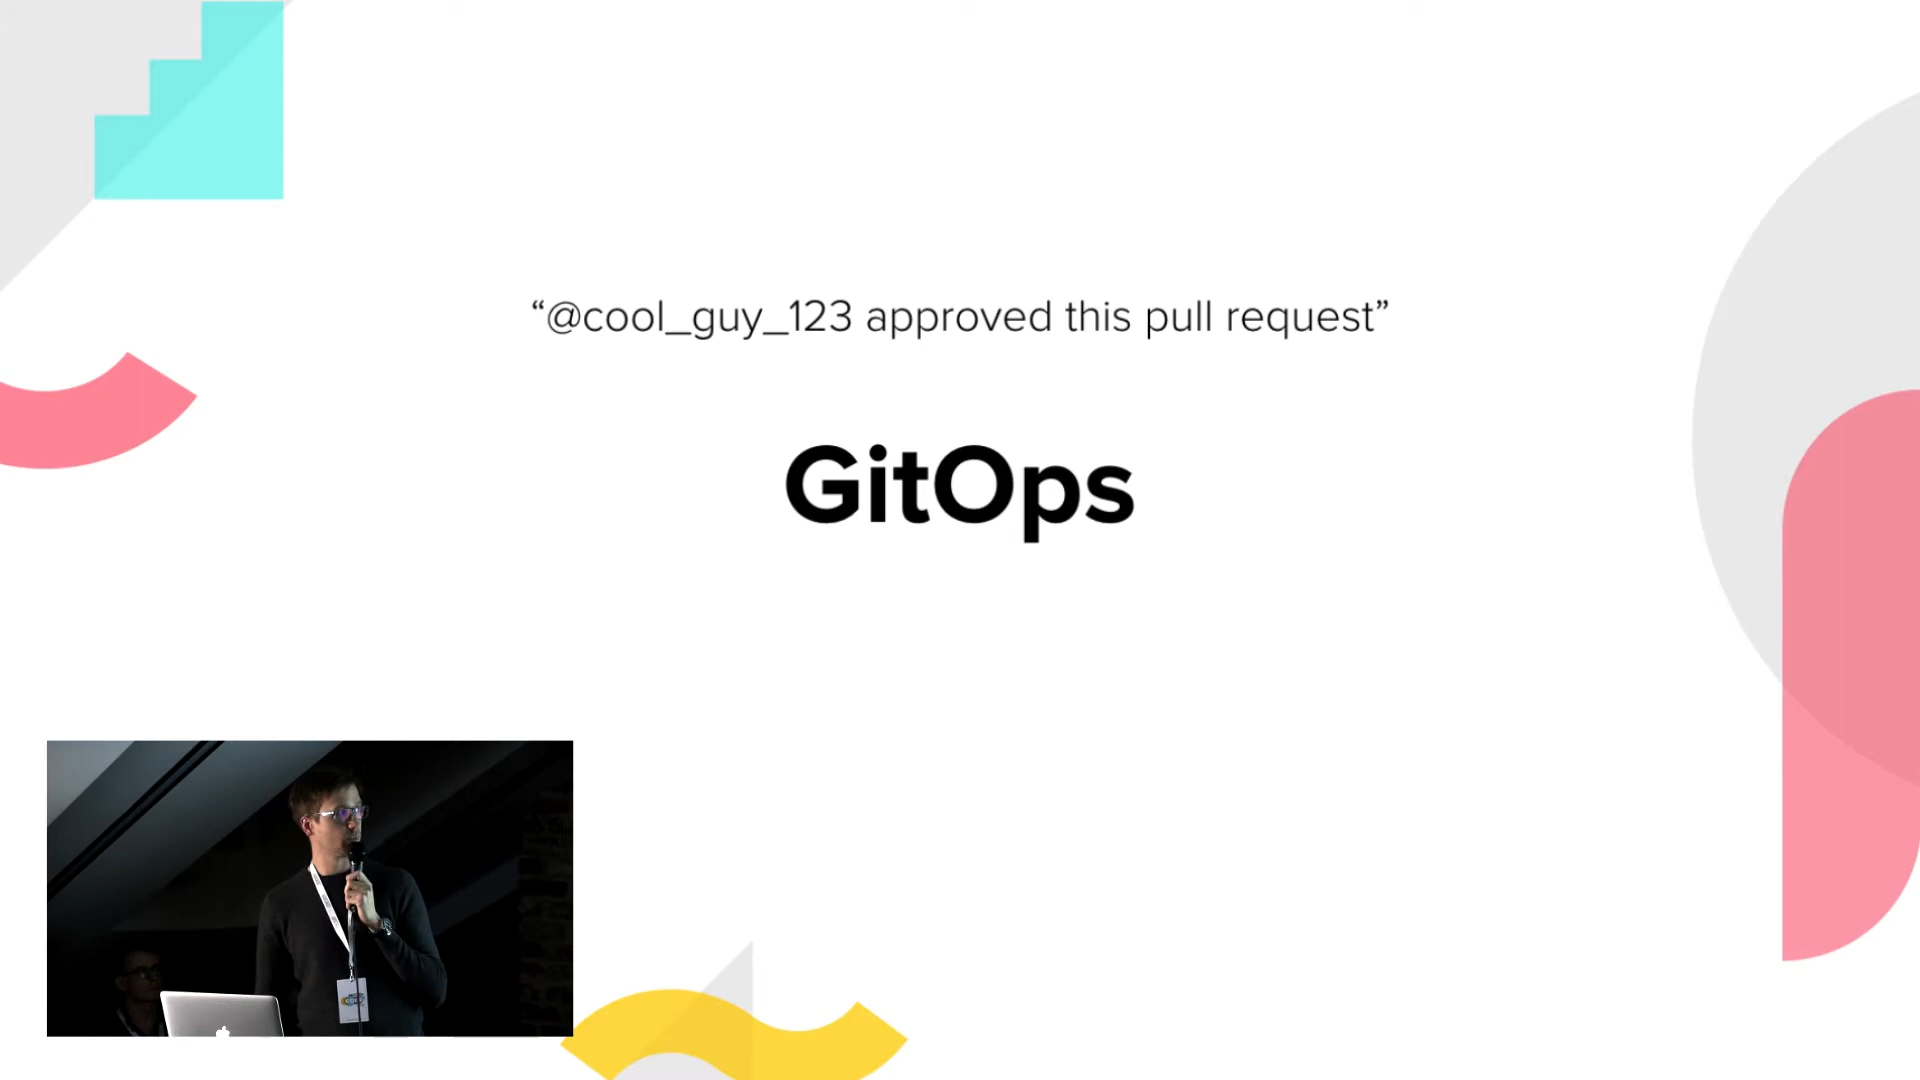 “@cool_guy_123 approved this pull request”
GitOps